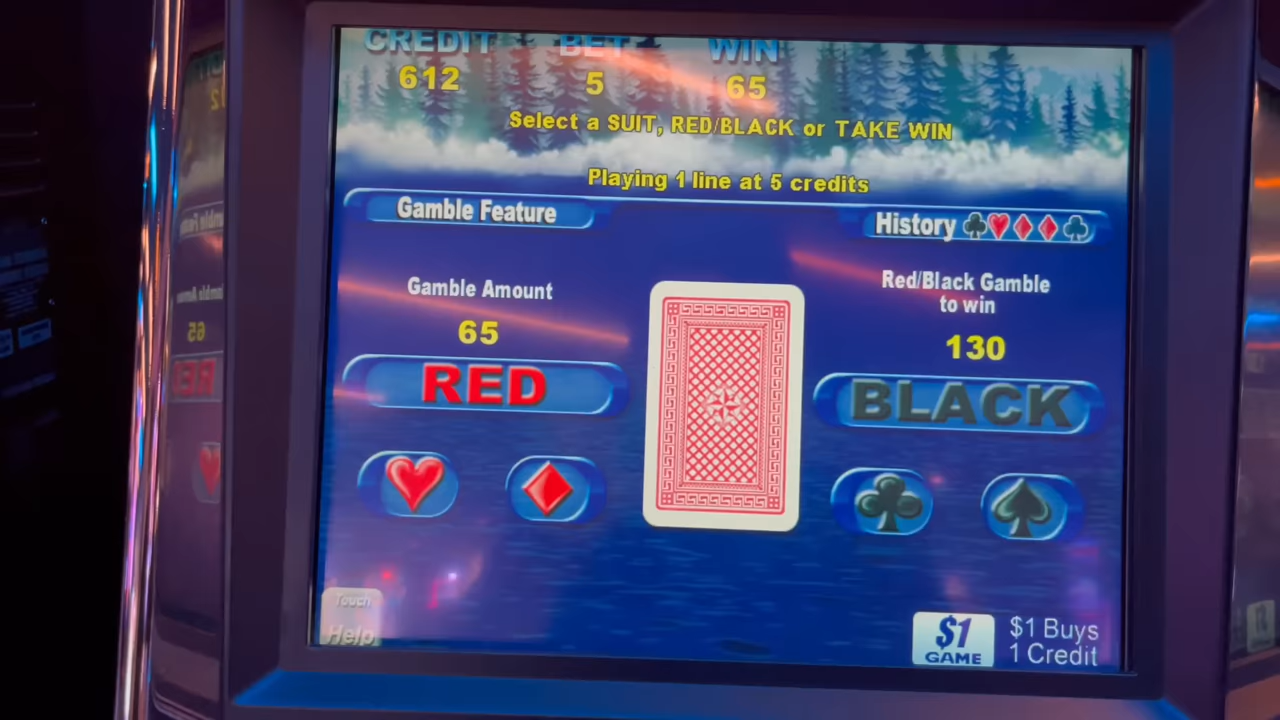 CREDIT BET WIN
612 5 65
Select a SUIT, RED/BLACK or TAKE WIN
Playing 1 line at 5 credits
Gamble Feature
History
Gamble Amount
65
Red/Black Gamble
to win
130
RED
BLACK
Touch
Help
$1
GAME
$1 Buys
1 Credit